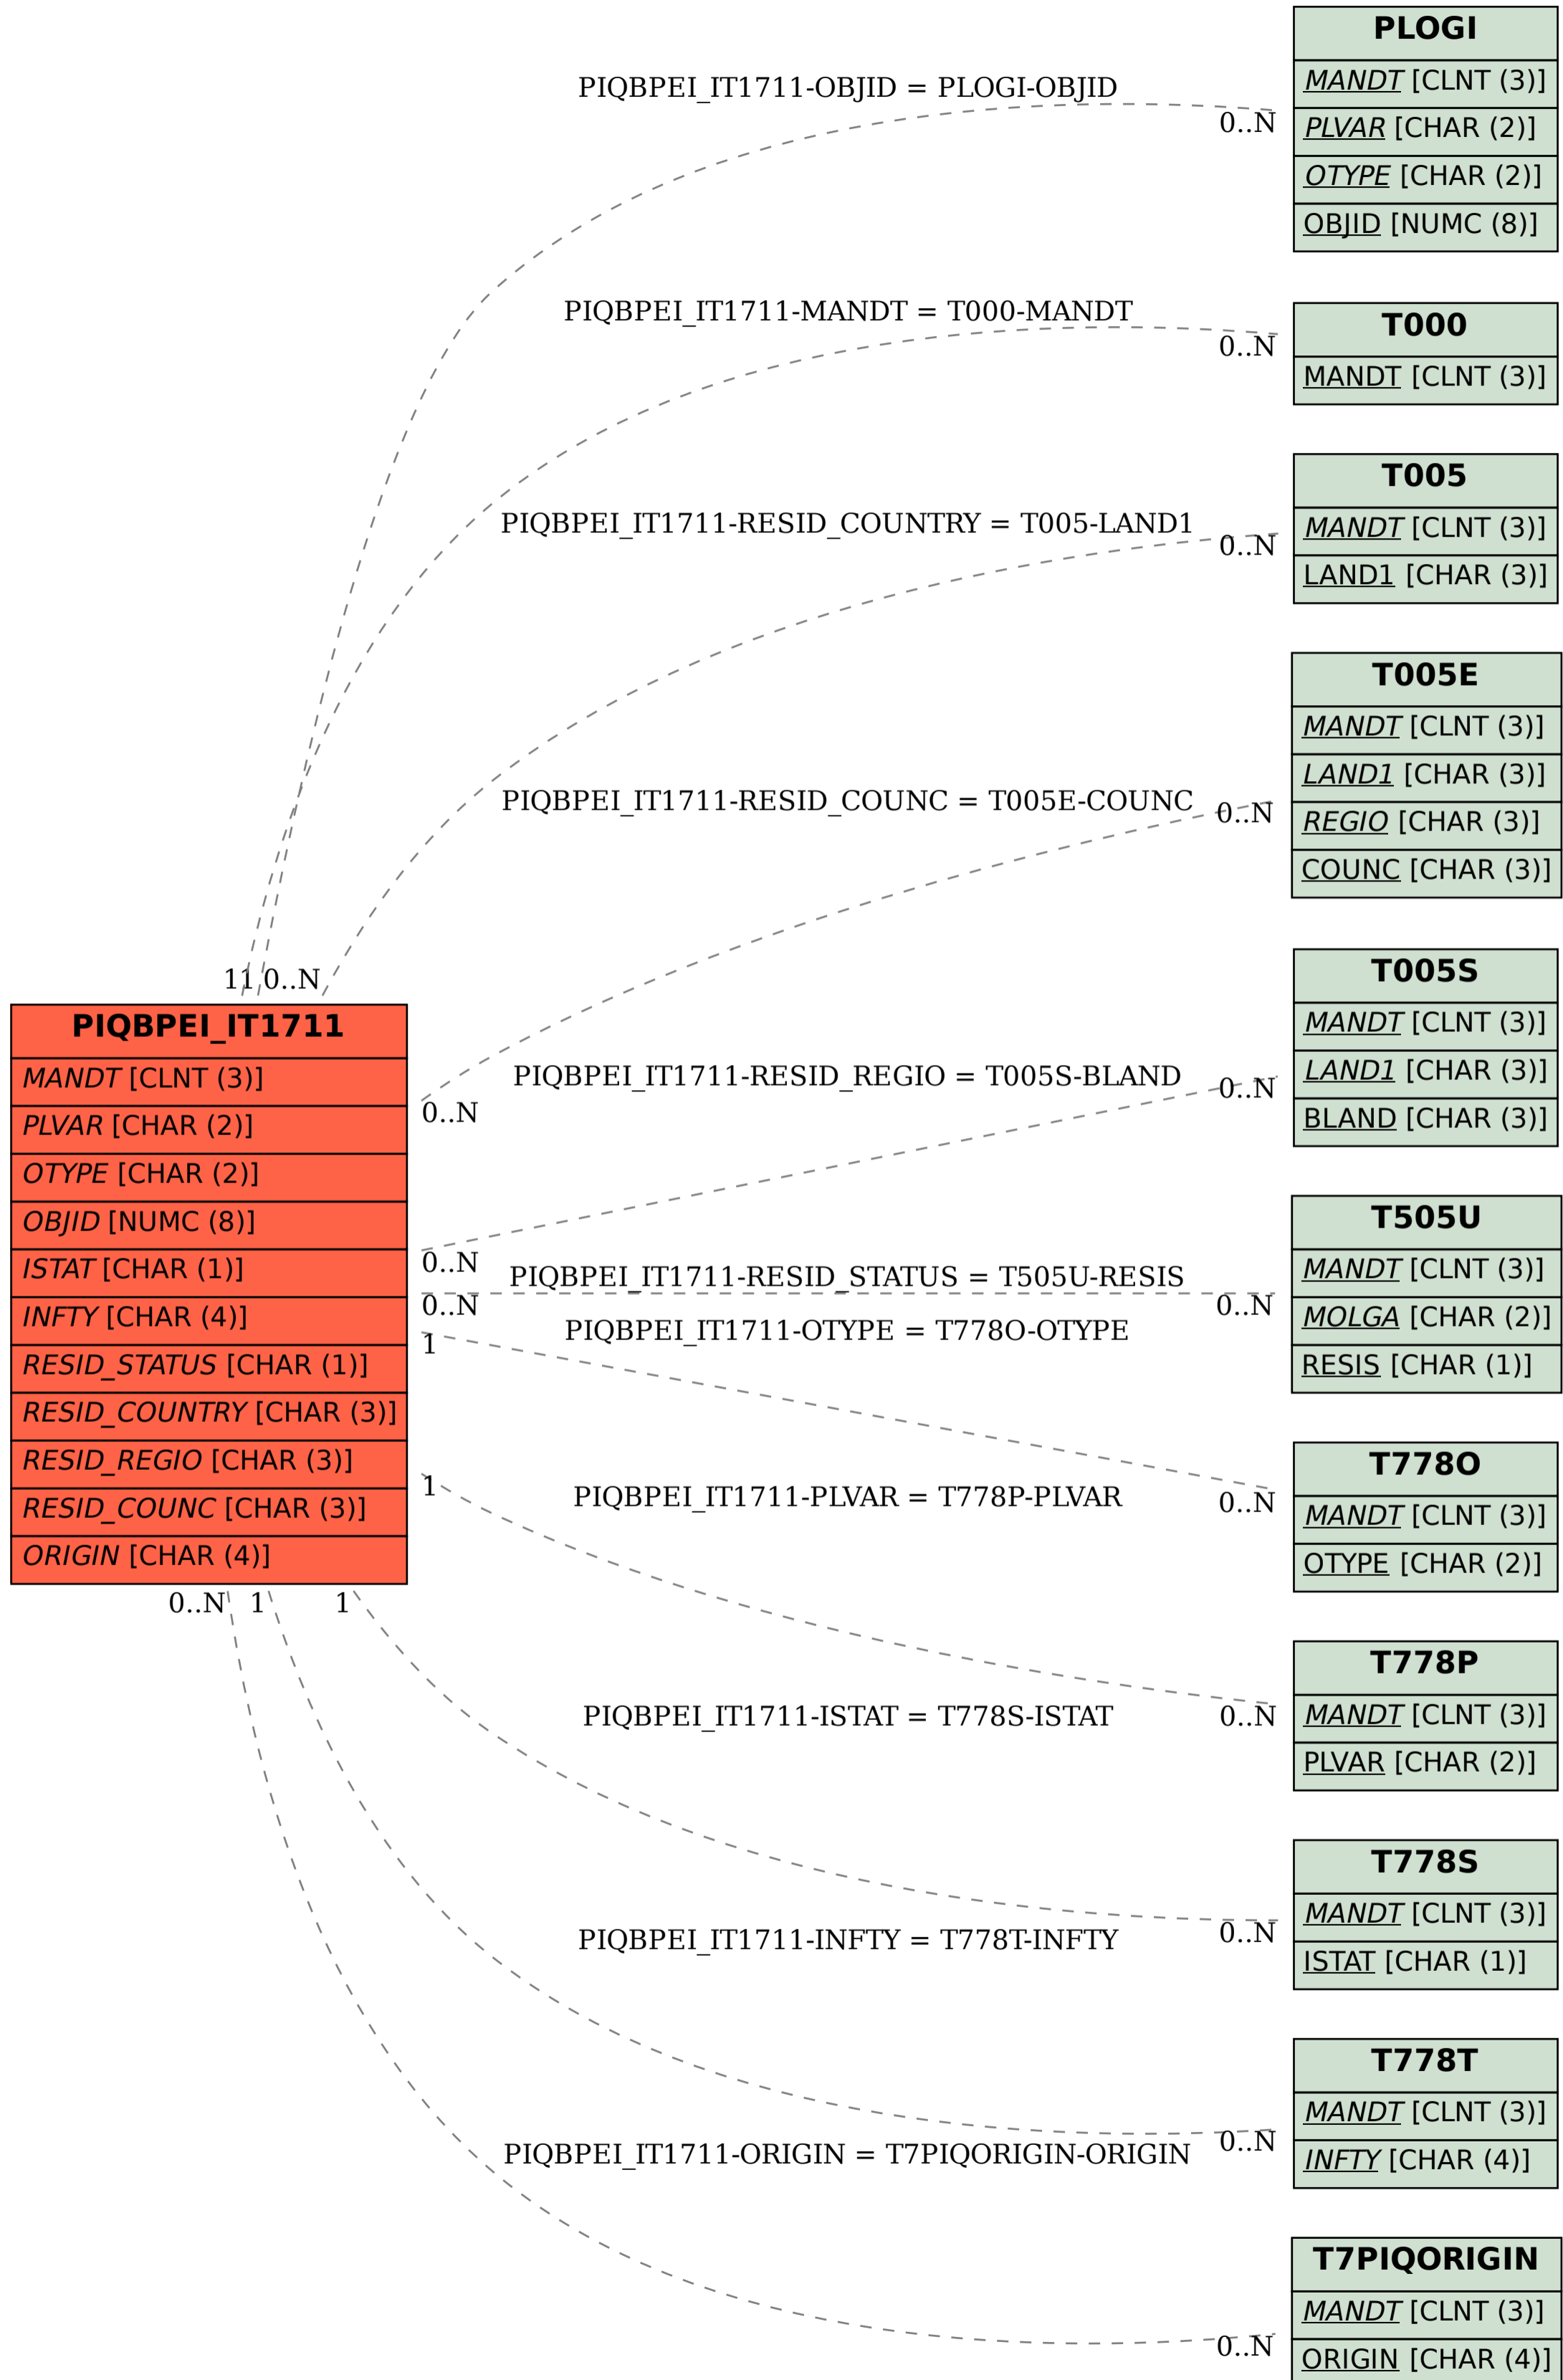 PLOGI
MANDT [CLNT (3)]
PLVAR [CHAR (2)]
OTYPE [CHAR (2)]
OBJID [NUMC (8)]
PIQBPEI_IT1711-OBJID = PLOGI-OBJID
0..N
T000
MANDT [CLNT (3)]
PIQBPEI_IT1711-MANDT = T000-MANDT
0..N
T005
MANDT [CLNT (3)]
LAND1 [CHAR (3)]
PIQBPEI_IT1711-RESID_COUNTRY = T005-LAND1
0..N
T005E
MANDT [CLNT (3)]
LAND1 [CHAR (3)]
REGIO [CHAR (3)]
COUNC [CHAR (3)]
PIQBPEI_IT1711-RESID_COUNC = T005E-COUNC
0..N
1
1
0..N
PIQBPEI_IT1711
MANDT [CLNT (3)]
PLVAR [CHAR (2)]
OTYPE [CHAR (2)]
OBJID [NUMC (8)]
ISTAT [CHAR (1)]
INFTY [CHAR (4)]
RESID_STATUS [CHAR (1)]
RESID_COUNTRY [CHAR (3)]
RESID_REGIO [CHAR (3)]
RESID_COUNC [CHAR (3)]
ORIGIN [CHAR (4)]
0..N
0..N
0..N
1
1
0..N
1
1
T005S
MANDT [CLNT (3)]
LAND1 [CHAR (3)]
BLAND [CHAR (3)]
PIQBPEI_IT1711-RESID_REGIO = T005S-BLAND
0..N
T505U
MANDT [CLNT (3)]
MOLGA [CHAR (2)]
RESIS [CHAR (1)]
PIQBPEI_IT1711-RESID_STATUS = T505U-RESIS
0..N
PIQBPEI_IT1711-OTYPE = T778O-OTYPE
T778O
MANDT [CLNT (3)]
OTYPE [CHAR (2)]
0..N
PIQBPEI_IT1711-PLVAR = T778P-PLVAR
T778P
MANDT [CLNT (3)]
PLVAR [CHAR (2)]
0..N
PIQBPEI_IT1711-ISTAT = T778S-ISTAT
T778S
MANDT [CLNT (3)]
ISTAT [CHAR (1)]
0..N
PIQBPEI_IT1711-INFTY = T778T-INFTY
T778T
MANDT [CLNT (3)]
INFTY [CHAR (4)]
0..N
PIQBPEI_IT1711-ORIGIN = T7PIQORIGIN-ORIGIN
T7PIQORIGIN
MANDT [CLNT (3)]
ORIGIN [CHAR (4)]
0..N